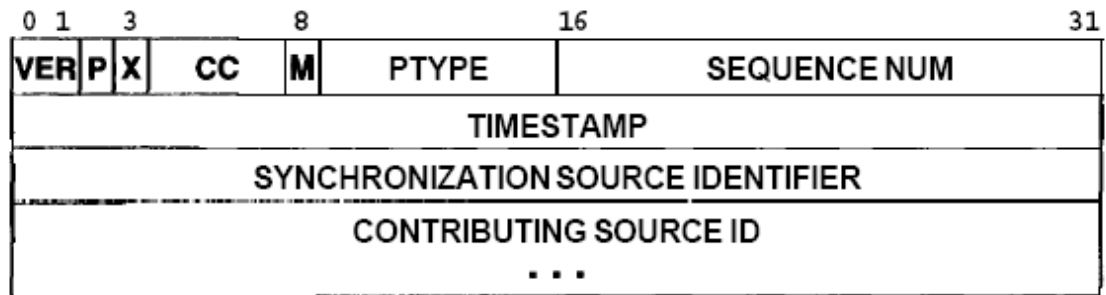 0 1 3 8 16 31
VER P X CC M PTYPE SEQUENCE NUM
TIMESTAMP
SYNCHRONIZATION SOURCE IDENTIFIER
CONTRIBUTING SOURCE ID
...